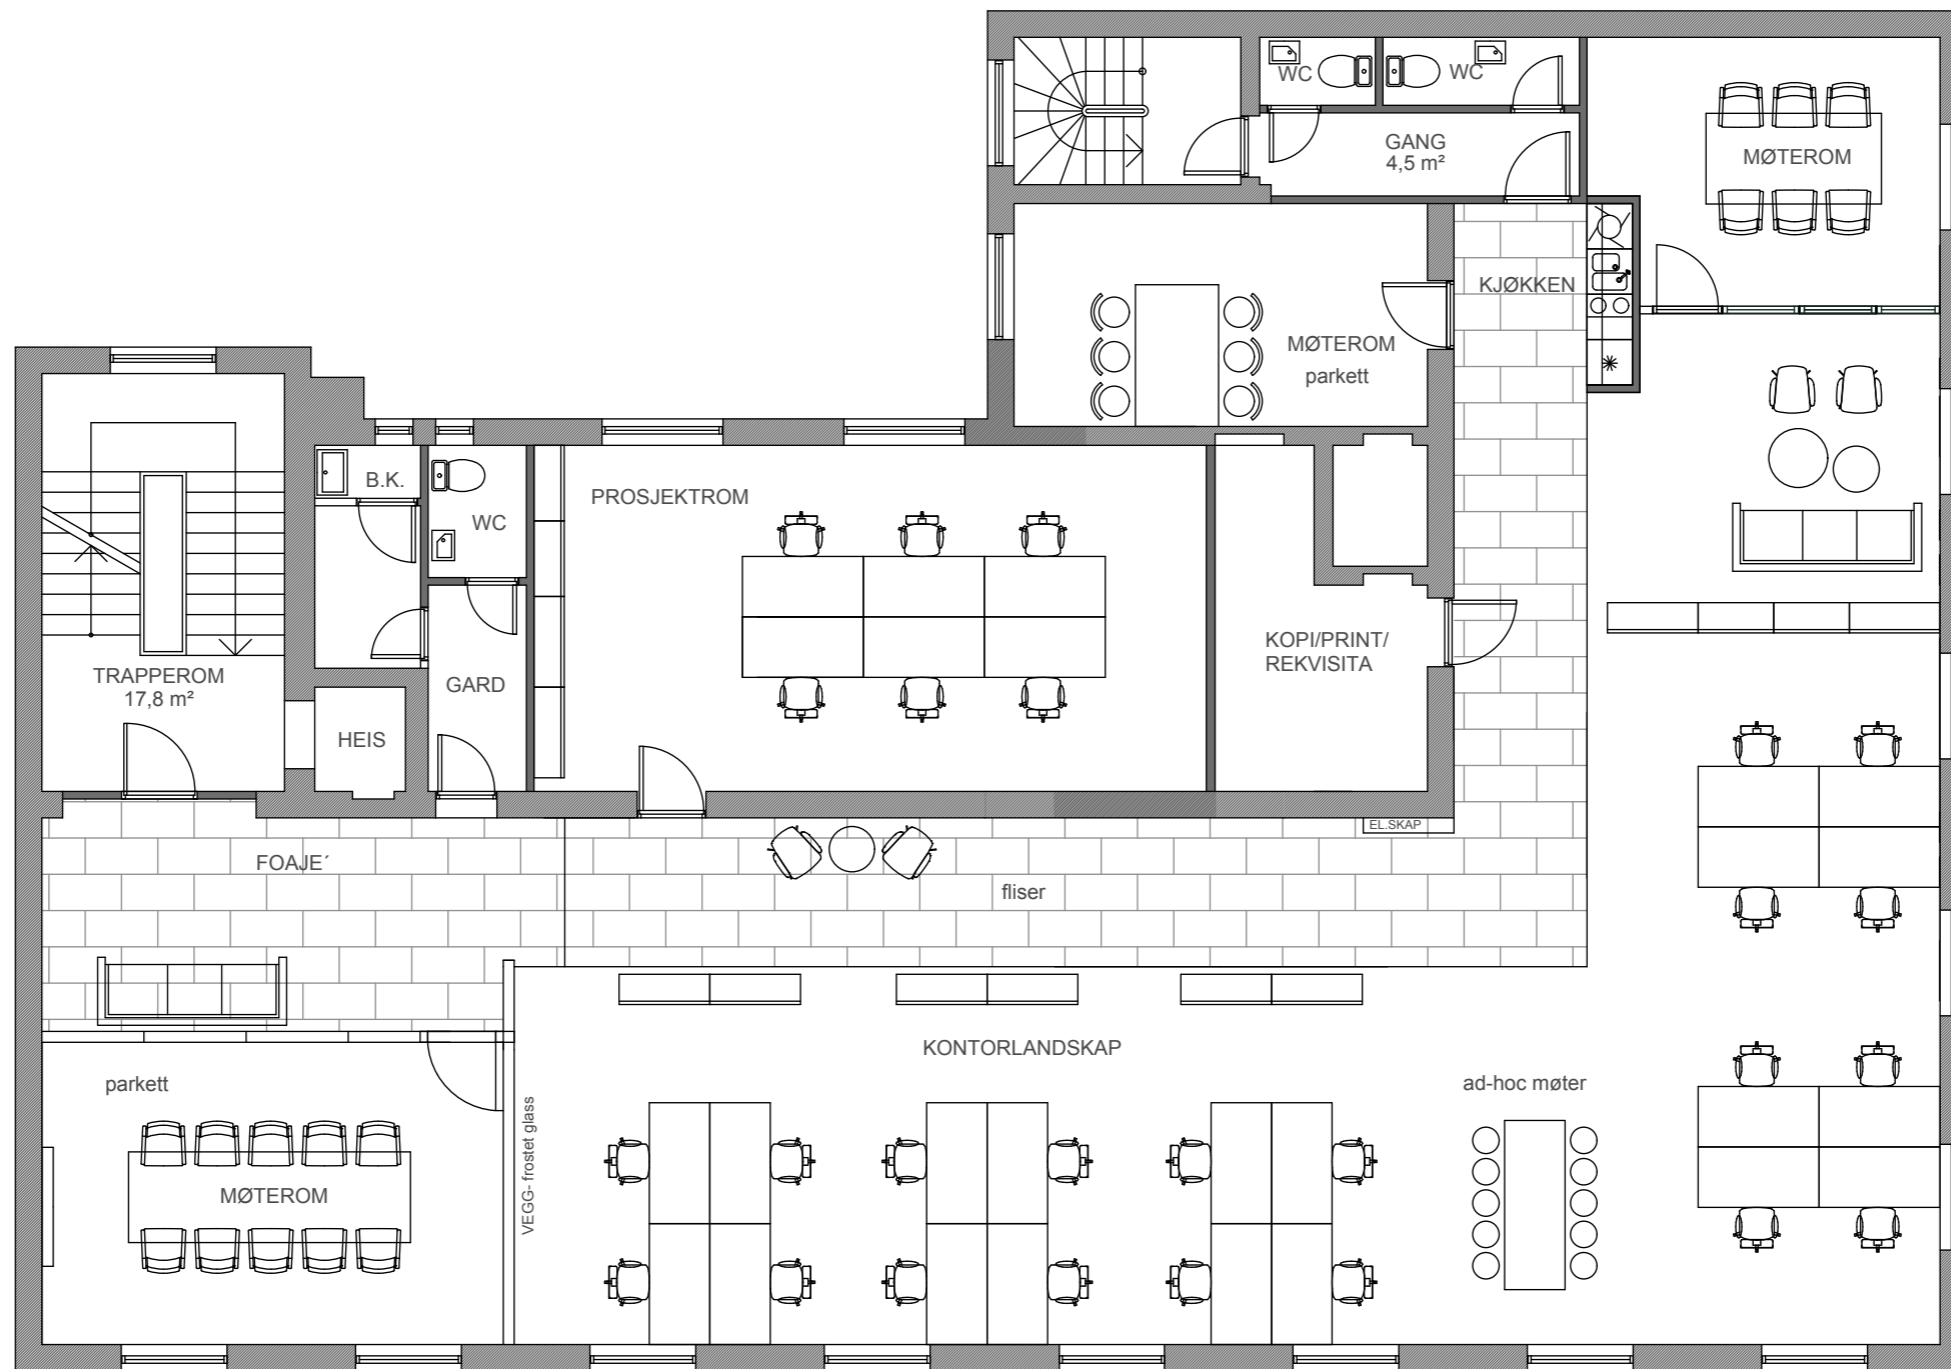 WC
WC
GANG
4,5 m²
MØTEROM
KJØKKEN
MØTEROM
parkett
B.K.
WC
PROSJEKTROM
KOPI/PRINT/
REKVISITA
TRAPPEROM
17,8 m²
GARD
HEIS
EL.SKAP
FOAJE´
fliser
KONTORLANDSKAP
parkett
ad-hoc møter
VEGG- frostet glass
MØTEROM